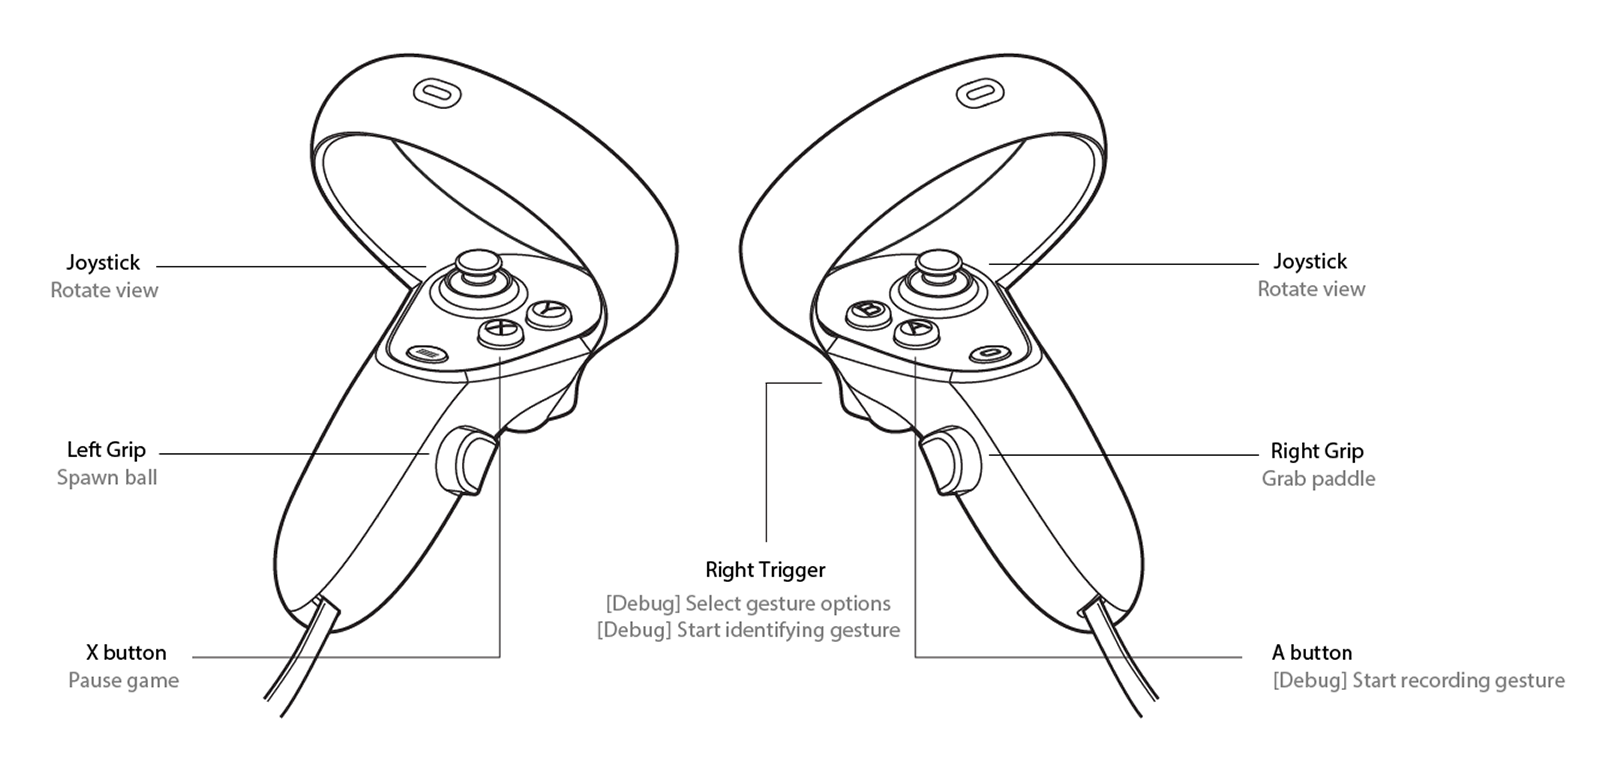 Joystick
Rotate view
Left Grip
Spawn ball
X button
Pause game
X
Y
B
A
Right Trigger
[Debug] Select gesture options
[Debug] Start identifying gesture
Joystick
Rotate view
Right Grip
Grab paddle
A button
[Debug] Start recording gesture